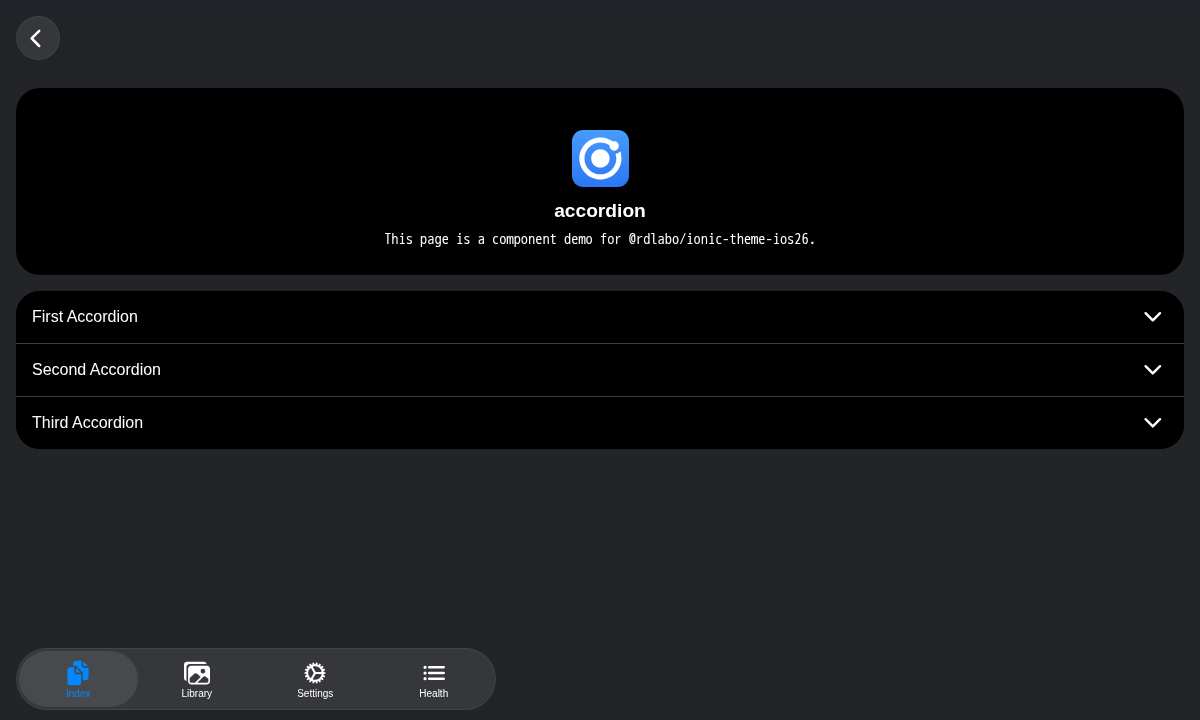 accordion
This page is a component demo for @rdlabo/ionic-theme-ios26.
First Accordion
Second Accordion
Third Accordion
Index
Library
Settings
Health